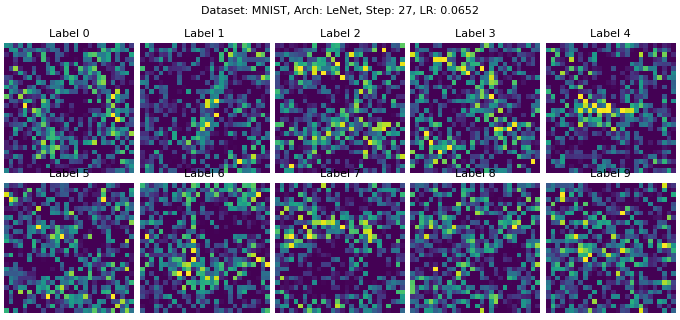 Dataset: MNIST, Arch: LeNet, Step: 27, LR: 0.0652
Label 0 Label 1 Label 2 Label 3 Label 4
Label 5 Label 6 Label 7 Label 8 Label 9